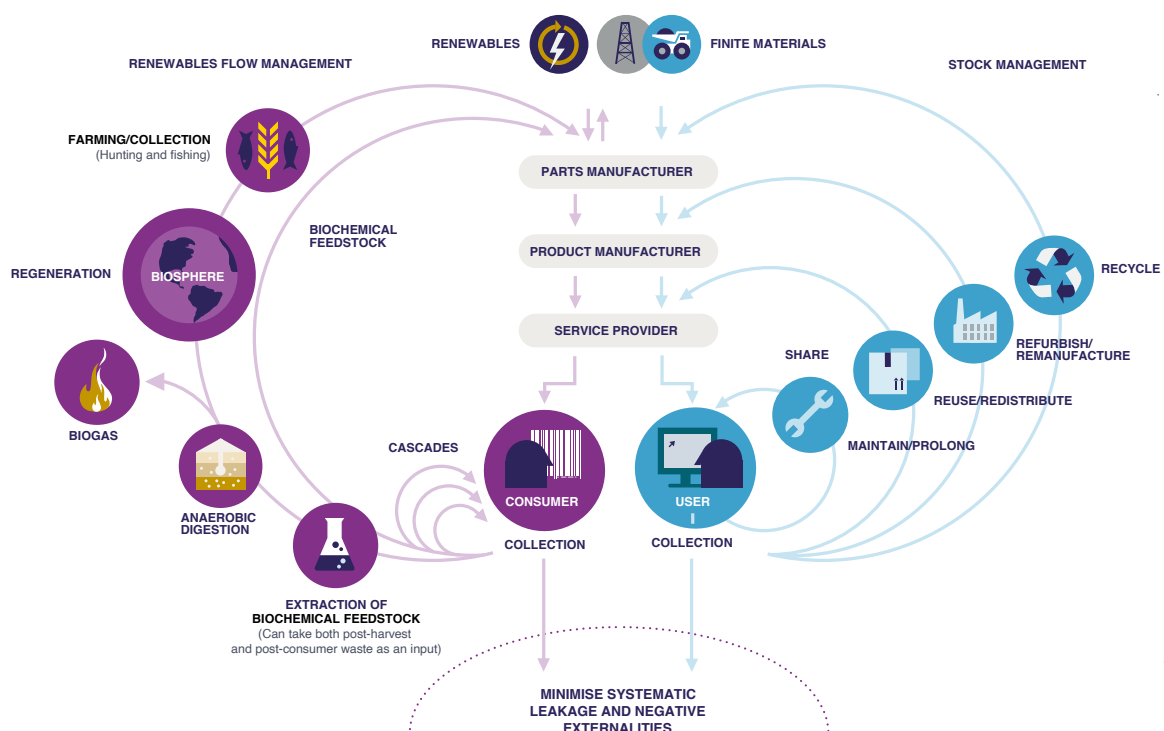 RENEWABLES
FINITE MATERIALS
RENEWABLES FLOW MANAGEMENT
STOCK MANAGEMENT
FARMING/COLLECTION
(Hunting and fishing)
PARTS MANUFACTURER
BIOCHEMICAL
FEEDSTOCK
PRODUCT MANUFACTURER
REGENERATION
BIOSPHERE
RECYCLE
SERVICE PROVIDER
SHARE
REFURBISH/
REMANUFACTURE
REUSE/REDISTRIBUTE
BIOGAS
CASCADES
MAINTAIN/PROLONG
CONSUMER
USER
ANAEROBIC
DIGESTION
COLLECTION
COLLECTION
EXTRACTION OF
BIOCHEMICAL FEEDSTOCK
(Can take both post-harvest
and post-consumer waste as an input)
MINIMISE SYSTEMATIC
LEAKAGE AND NEGATIVE
EXTERNALITIES